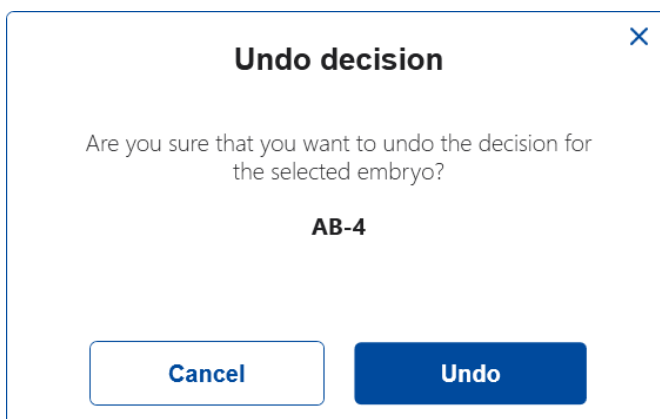 Undo decision
Are you sure that you want to undo the decision for
the selected embryo?
AB-4
Cancel
Undo